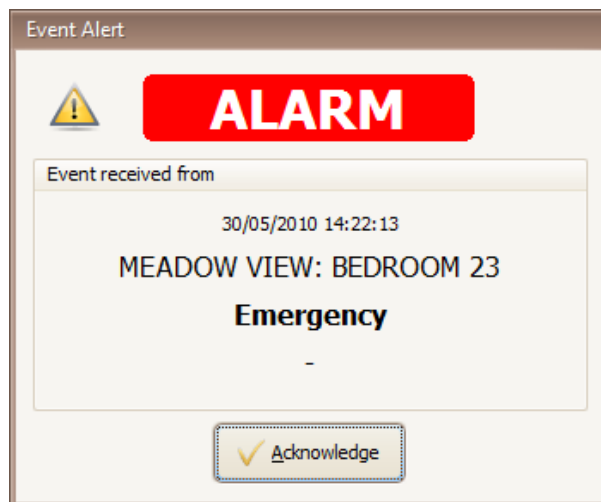 Event Alert
ALARM
Event received from
30/05/2010 14:22:13
MEADOW VIEW: BEDROOM 23
Emergency
-
Acknowledge